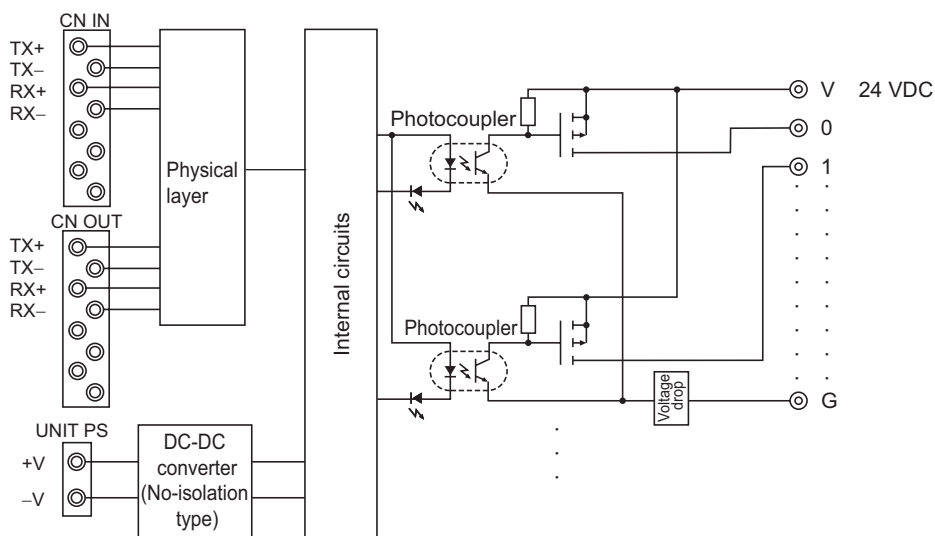 CN IN
TX+
TX−
RX+
RX−
CN OUT
TX+
TX−
RX+
RX−
UNIT PS
+V
−V
Physical
layer
DC-DC
converter
(No-isolation
type)
Internal circuits
Photocoupler
Photocoupler
Voltage
drop
V 24 VDC
0
1
G